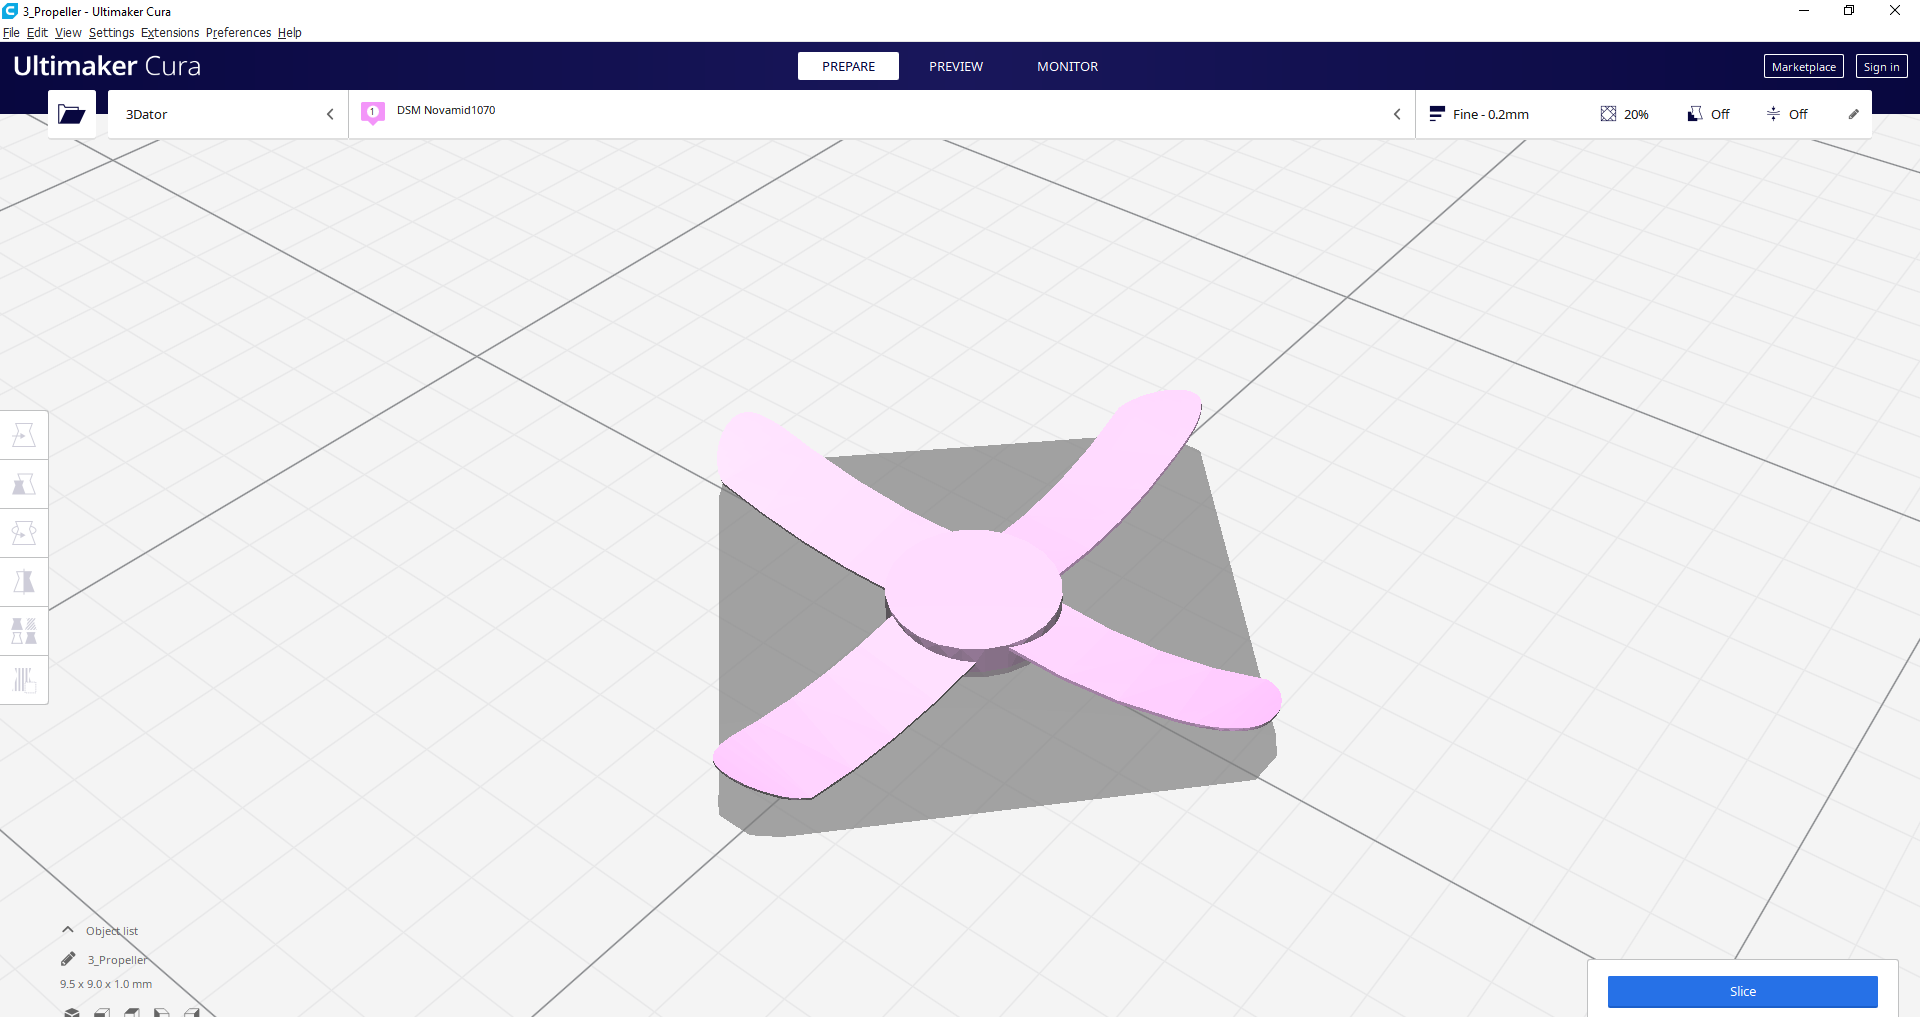 3_Propeller - Ultimaker Cura
File Edit View Settings Extensions Preferences Help
Ultimaker Cura
PREPARE
PREVIEW
MONITOR
Marketplace
Sign in
3Dator
1
DSM Novamid1070
Fine - 0.2mm
20%
Off
Off
Object list
3_Propeller
9.5 x 9.0 x 1.0 mm
Slice